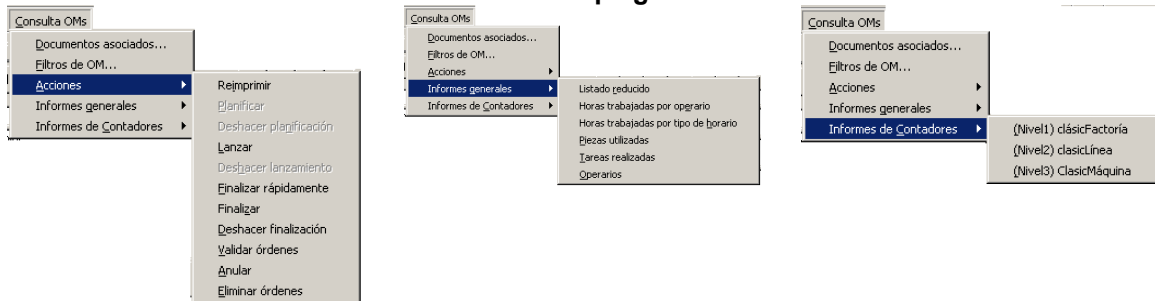 Consulta OMs
Documentos asociados...
Filtros de OM...
Acciones
Informes generales
Informes de Contadores
Reimprimir
Planificar
Deshacer planificación
Lanzar
Deshacer lanzamiento
Finalizar rápidamente
Finalizar
Deshacer finalización
Validar órdenes
Anular
Eliminar órdenes
Consulta OMs
Documentos asociados...
Filtros de OM...
Acciones
Informes generales
Informes de Contadores
Listado reducido
Horas trabajadas por operario
Horas trabajadas por tipo de horario
Piezas utilizadas
Tareas realizadas
Operarios
Consulta OMs
Documentos asociados...
Filtros de OM...
Acciones
Informes generales
Informes de Contadores
(Nivel1) clásicFactoría
(Nivel2) clasicLínea
(Nivel3) ClasicMáquina